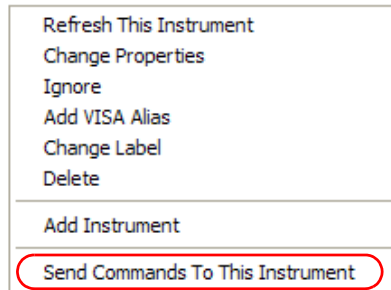 Refresh This Instrument
Change Properties
Ignore
Add VISA Alias
Change Label
Delete
Add Instrument
Send Commands To This Instrument